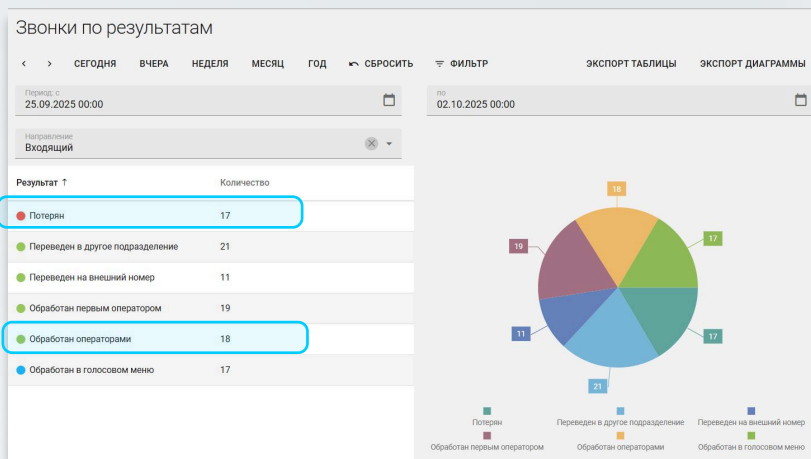 Звонки по результатам
‹ › СЕГОДНЯ ВЧЕРА НЕДЕЛЯ МЕСЯЦ ГОД СБРОСИТЬ ФИЛЬТР ЭКСПОРТ ТАБЛИЦЫ ЭКСПОРТ ДИАГРАММЫ
Период: с
25.09.2025 00:00
по
02.10.2025 00:00
Направление
Входящий
Результат ↑ Количество
Потерян 17
Переведен в другое подразделение 21
Переведен на внешний номер 11
Обработан первым оператором 19
Обработан операторами 18
Обработан в голосовом меню 17
18
17
19
11
17
21
Потерян Переведен в другое подразделение Переведен на внешний номер
Обработан первым оператором Обработан операторами Обработан в голосовом меню